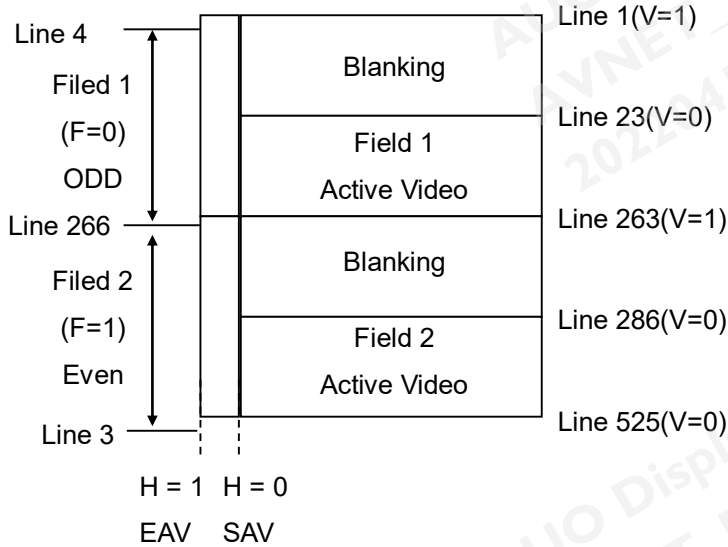 Line 1(V=1)
Line 4
Blanking
Filed 1
Line 23(V=0)
(F=0)
Field 1
ODD
Active Video
Line 266
Line 263(V=1)
Blanking
Filed 2
(F=1)
Line 286(V=0)
Field 2
Even
Active Video
Line 3
Line 525(V=0)
H = 1 H = 0
EAV SAV